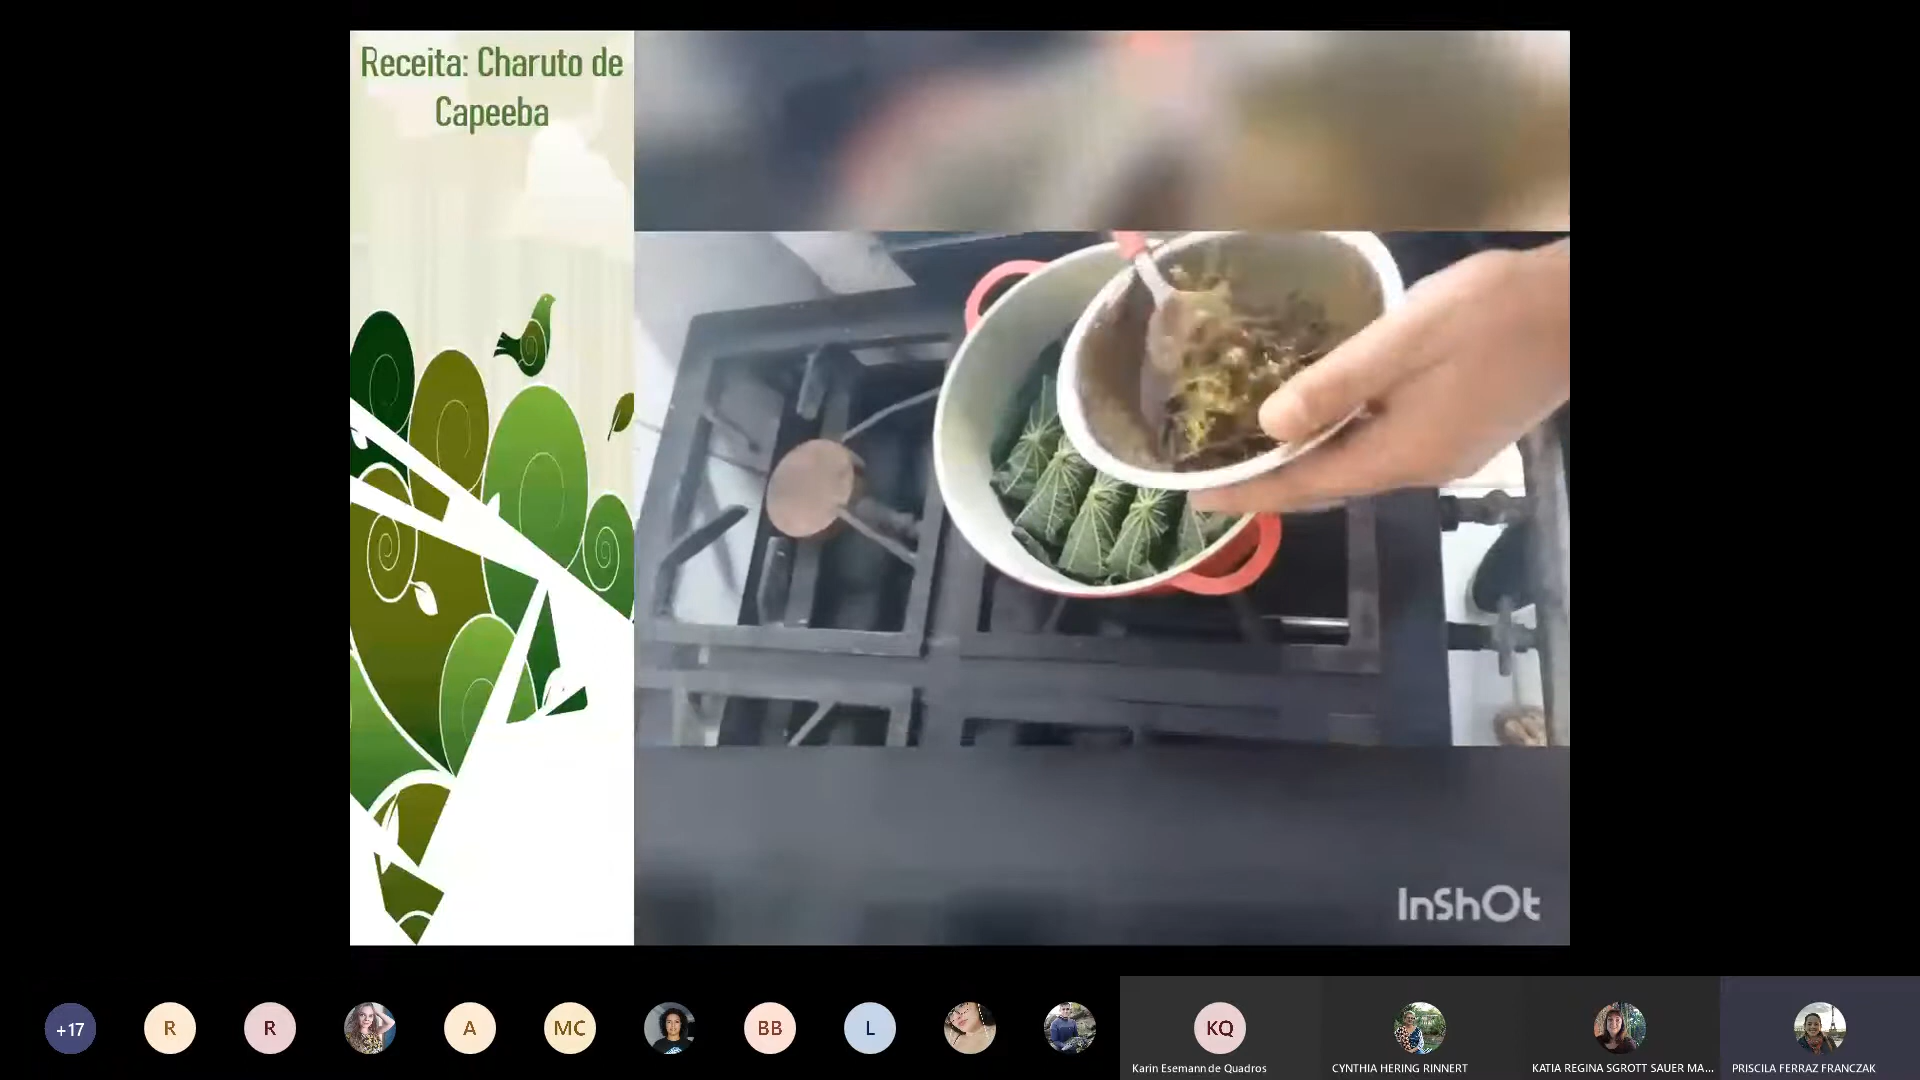 Receita: Charuto de
Capeeba
InShOt
+17
R
R
A
MC
BB
L
KQ
Karin Esemann de Quadros
CYNTHIA HERING RINNERT
KATIA REGINA SGROTT SAUER MA...
PRISCILA FERRAZ FRANCZAK